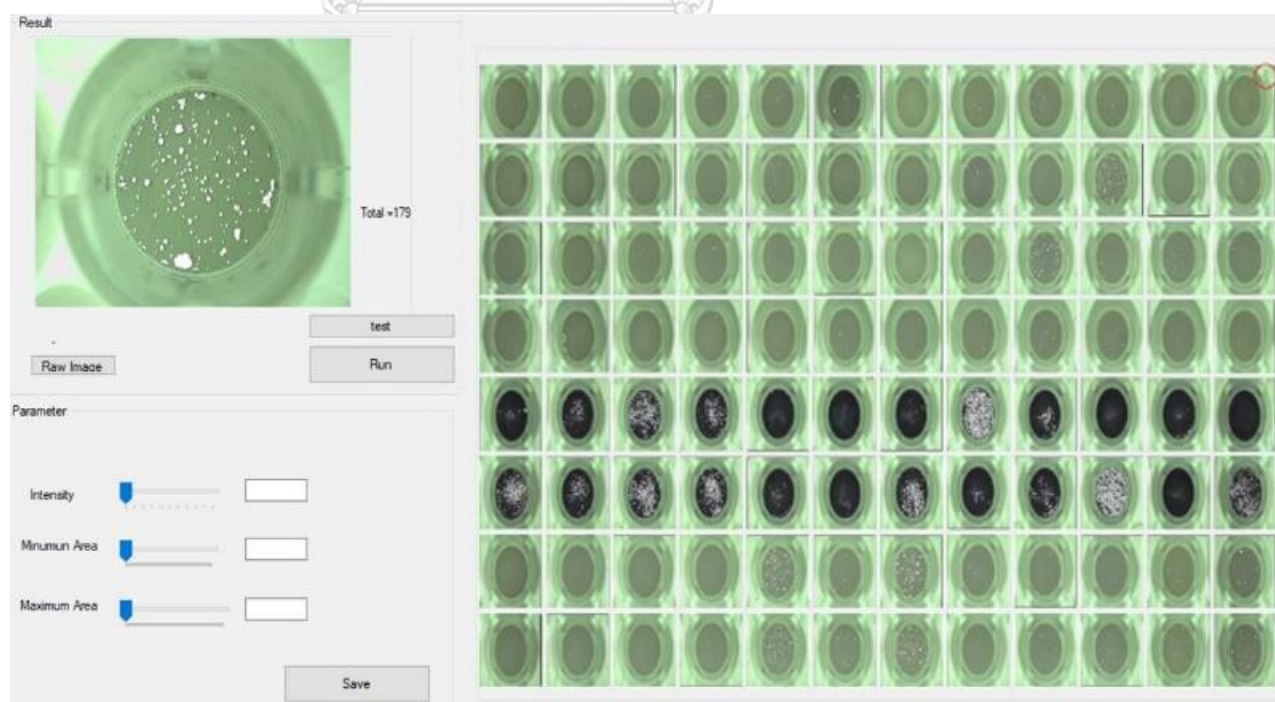 Result
Total =179
test
Raw Image
Run
Parameter
Intensity
Minumun Area
Maximum Area
Save